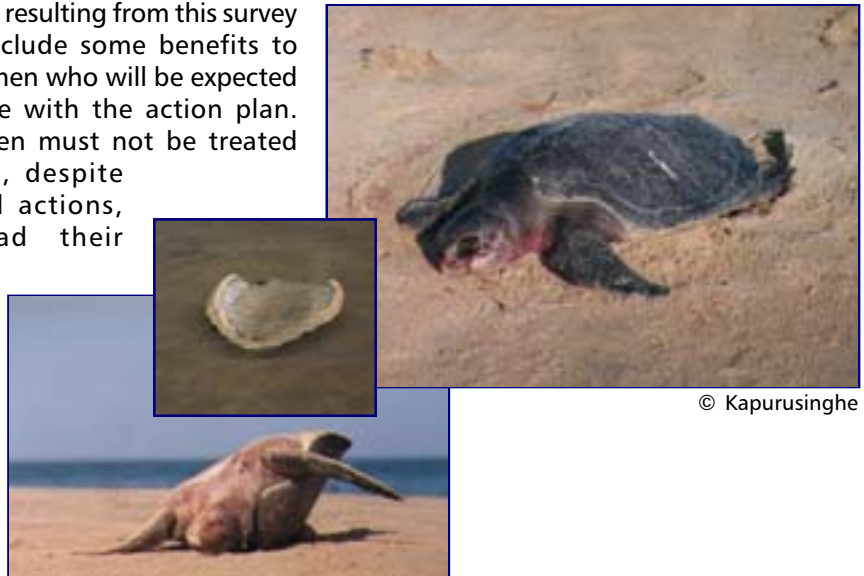 resulting from this survey
clude some benefits to
men who will be expected
e with the action plan.
en must not be treated
, despite
actions,
ad their
© Kapurusinghe